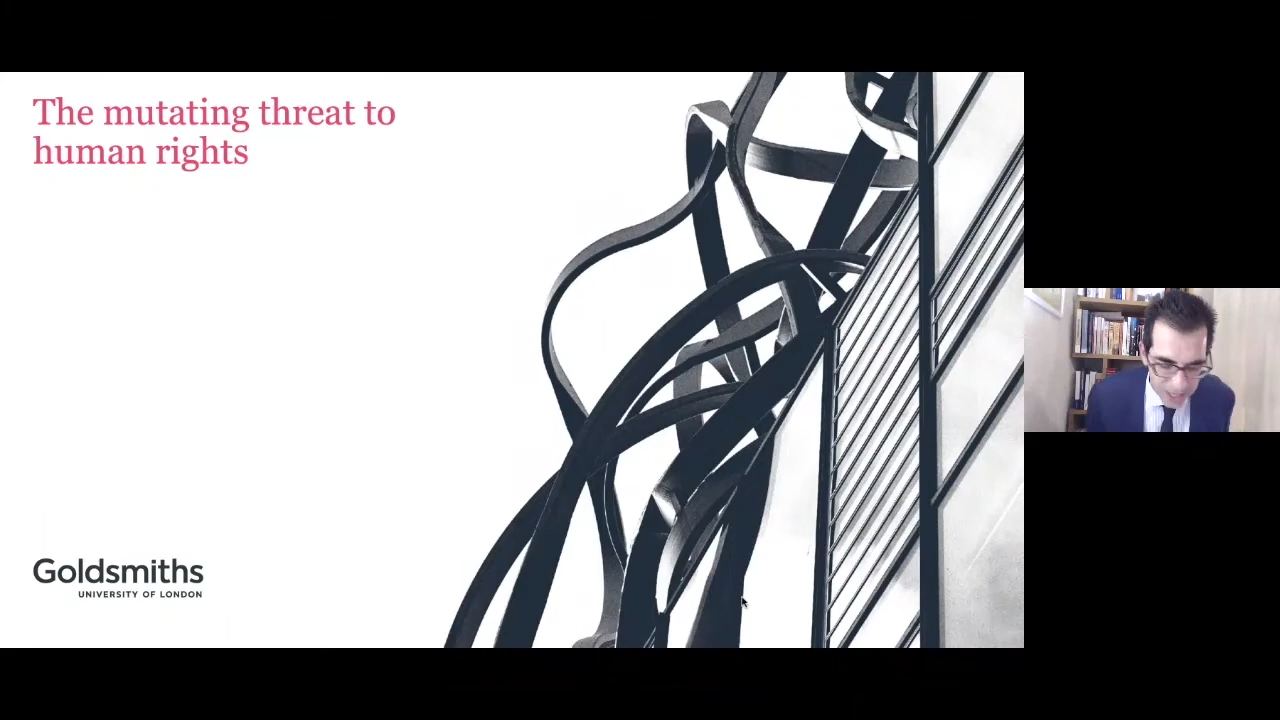 The mutating threat to
human rights
Goldsmiths
UNIVERSITY OF LONDON